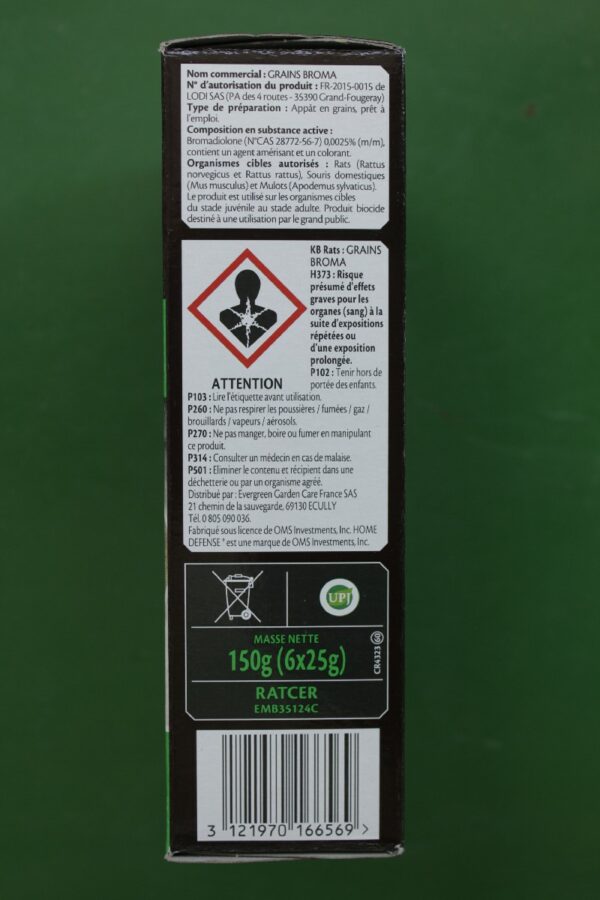 Nom commercial : GRAINS BROMA
N° d'autorisation du produit : FR-2015-0015 de
LODI SAS (PA des 4 routes - 35390 Grand-Fougeray)
Type de préparation : Appât en grains, prêt à
l'emploi.
Composition en substance active :
Bromadiolone (N°CAS 28772-56-7) 0,0025% (m/m),
contient un agent amérisant et un colorant.
Organismes cibles autorisés : Rats (Rattus
norvegicus et Rattus rattus), Souris domestiques
(Mus musculus) et Mulots (Apodemus sylvaticus).
Le produit est utilisé sur les organismes cibles
du stade juvénile au stade adulte. Produit biocide
destiné à une utilisation par le grand public.
KB Rats : GRAINS
BROMA
H373 : Risque
présumé d'effets
graves pour les
organes (sang) à la
suite d'expositions
répétées ou
d'une exposition
prolongée.
P102 : Tenir hors de
portée des enfants.
ATTENTION
P103 : Lire l'étiquette avant utilisation.
P260 : Ne pas respirer les poussières / fumées / gaz /
brouillards / vapeurs / aérosols.
P270 : Ne pas manger, boire ou fumer en manipulant
ce produit.
P314 : Consulter un médecin en cas de malaise.
P501 : Eliminer le contenu et récipient dans une
déchetterie ou par un organisme agréé.
Distribué par : Evergreen Garden Care France SAS
21 chemin de la sauvegarde, 69130 ECULLY
Tél. 0 805 090 036.
Fabriqué sous licence de OMS Investments, Inc. HOME
DEFENSE ® est une marque de OMS Investments, Inc.
UPJ
MASSE NETTE
150g (6x25g)
RATCER
EMB35124C
CR4323
3 121970 166569 >